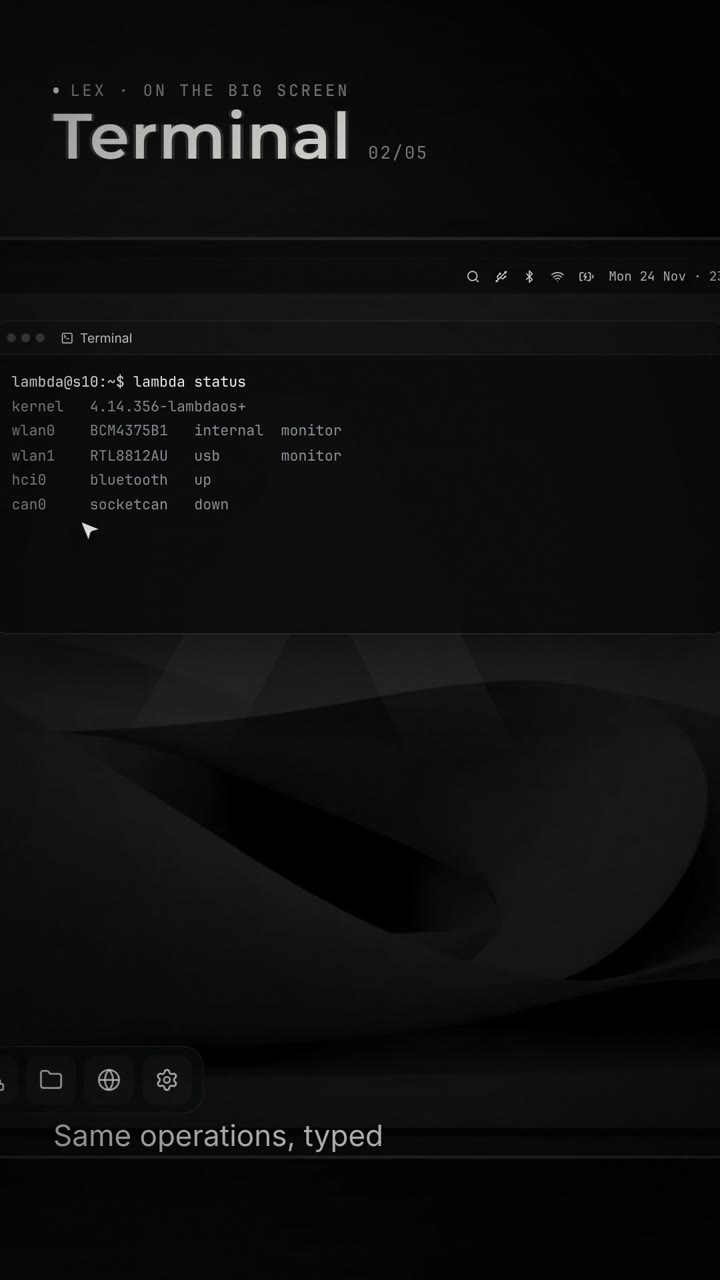 • LEX · ON THE BIG SCREEN
Terminal 02/05
Mon 24 Nov · 23
Terminal
lambda@s10:~$ lambda status
kernel 4.14.356-lambdaos+
wlan0 BCM4375B1 internal monitor
wlan1 RTL8812AU usb monitor
hci0 bluetooth up
can0 socketcan down
Same operations, typed